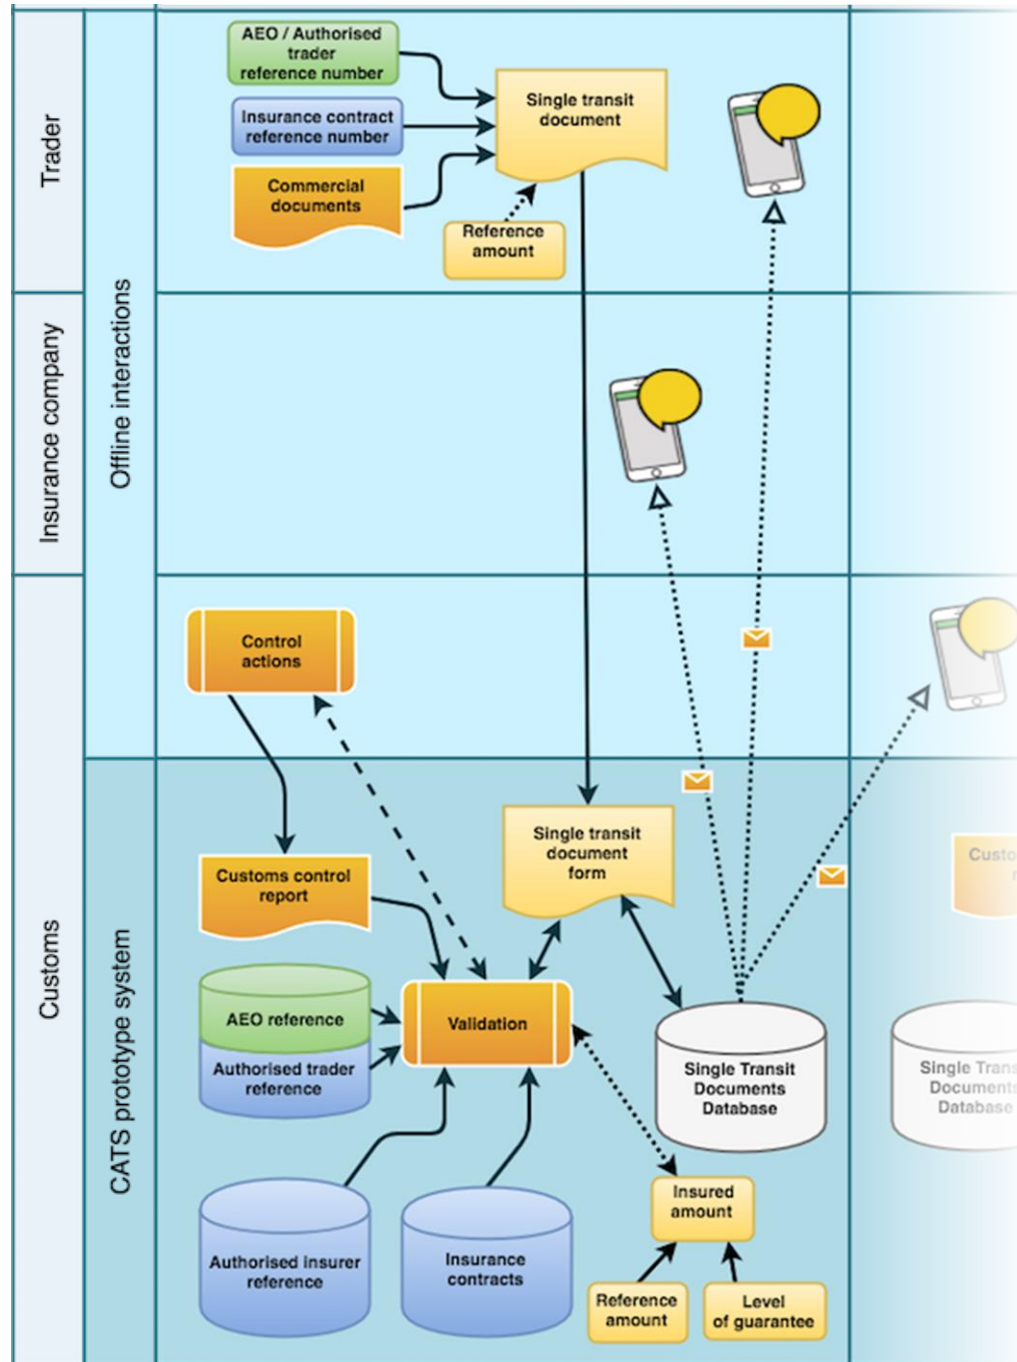 Trader
Insurance company
Customs
Offline interactions
CATS prototype system
AEO / Authorised
trader
reference number
Insurance contract
reference number
Commercial
documents
Single transit
document
Reference
amount
Control
actions
Customs control
report
Single transit
document
form
AEO reference
Authorised trader
reference
Validation
Single Transit
Documents
Database
Authorised insurer
reference
Insurance
contracts
Insured
amount
Reference
amount
Level
of guarantee
Documents
Database